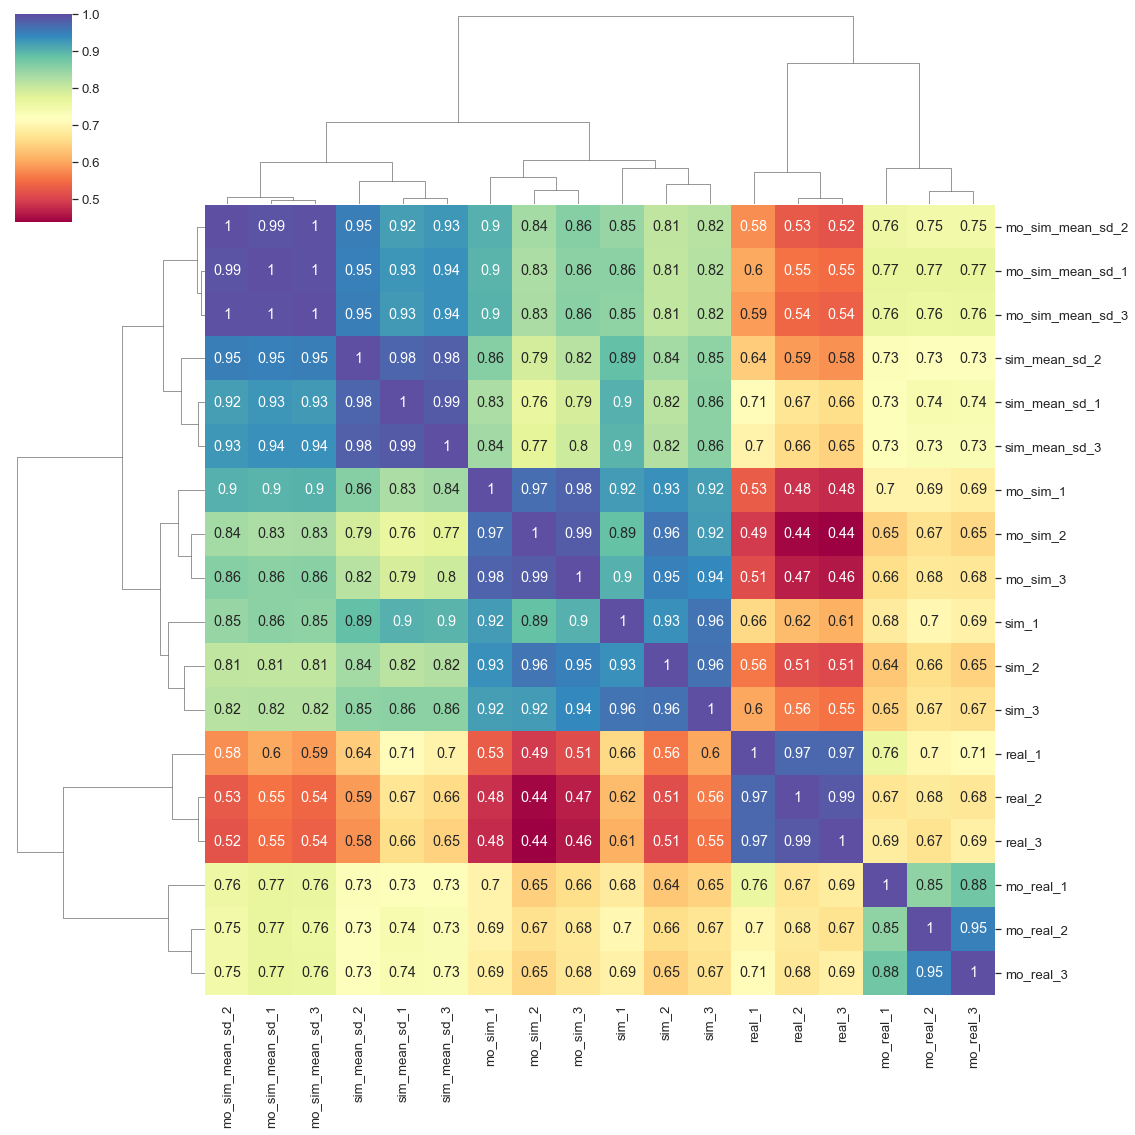 1.0
0.9
0.8
0.7
0.6
0.5
1 0.99 1 0.95 0.92 0.93 0.9 0.84 0.86 0.85 0.81 0.82 0.58 0.53 0.52 0.76 0.75 0.75 mo_sim_mean_sd_2
0.99 1 1 0.95 0.93 0.94 0.9 0.83 0.86 0.86 0.81 0.82 0.6 0.55 0.55 0.77 0.77 0.77 mo_sim_mean_sd_1
1 1 1 0.95 0.93 0.94 0.9 0.83 0.86 0.85 0.81 0.82 0.59 0.54 0.54 0.76 0.76 0.76 mo_sim_mean_sd_3
0.95 0.95 0.95 1 0.98 0.98 0.86 0.79 0.82 0.89 0.84 0.85 0.64 0.59 0.58 0.73 0.73 0.73 sim_mean_sd_2
0.92 0.93 0.93 0.98 1 0.99 0.83 0.76 0.79 0.9 0.82 0.86 0.71 0.67 0.66 0.73 0.74 0.74 sim_mean_sd_1
0.93 0.94 0.94 0.98 0.99 1 0.84 0.77 0.8 0.9 0.82 0.86 0.7 0.66 0.65 0.73 0.73 0.73 sim_mean_sd_3
0.9 0.9 0.9 0.86 0.83 0.84 1 0.97 0.98 0.92 0.93 0.92 0.53 0.48 0.48 0.7 0.69 0.69 mo_sim_1
0.84 0.83 0.83 0.79 0.76 0.77 0.97 1 0.99 0.89 0.96 0.92 0.49 0.44 0.44 0.65 0.67 0.65 mo_sim_2
0.86 0.86 0.86 0.82 0.79 0.8 0.98 0.99 1 0.9 0.95 0.94 0.51 0.47 0.46 0.66 0.68 0.68 mo_sim_3
0.85 0.86 0.85 0.89 0.9 0.9 0.92 0.89 0.9 1 0.93 0.96 0.66 0.62 0.61 0.68 0.7 0.69 sim_1
0.81 0.81 0.81 0.84 0.82 0.82 0.93 0.96 0.95 0.93 1 0.96 0.56 0.51 0.51 0.64 0.66 0.65 sim_2
0.82 0.82 0.82 0.85 0.86 0.86 0.92 0.92 0.94 0.96 0.96 1 0.6 0.56 0.55 0.65 0.67 0.67 sim_3
0.58 0.6 0.59 0.64 0.71 0.7 0.53 0.49 0.51 0.66 0.56 0.6 1 0.97 0.97 0.76 0.7 0.71 real_1
0.53 0.55 0.54 0.59 0.67 0.66 0.48 0.44 0.47 0.62 0.51 0.56 0.97 1 0.99 0.67 0.68 0.68 real_2
0.52 0.55 0.54 0.58 0.66 0.65 0.48 0.44 0.46 0.61 0.51 0.55 0.97 0.99 1 0.69 0.67 0.69 real_3
0.76 0.77 0.76 0.73 0.73 0.73 0.7 0.65 0.66 0.68 0.64 0.65 0.76 0.67 0.69 1 0.85 0.88 mo_real_1
0.75 0.77 0.76 0.73 0.74 0.73 0.69 0.67 0.68 0.7 0.66 0.67 0.7 0.68 0.67 0.85 1 0.95 mo_real_2
0.75 0.77 0.76 0.73 0.74 0.73 0.69 0.65 0.68 0.69 0.65 0.67 0.71 0.68 0.69 0.88 0.95 1 mo_real_3
mo_sim_mean_sd_2
mo_sim_mean_sd_1
mo_sim_mean_sd_3
sim_mean_sd_2
sim_mean_sd_1
sim_mean_sd_3
mo_sim_1
mo_sim_2
mo_sim_3
sim_1
sim_2
sim_3
real_1
real_2
real_3
mo_real_1
mo_real_2
mo_real_3